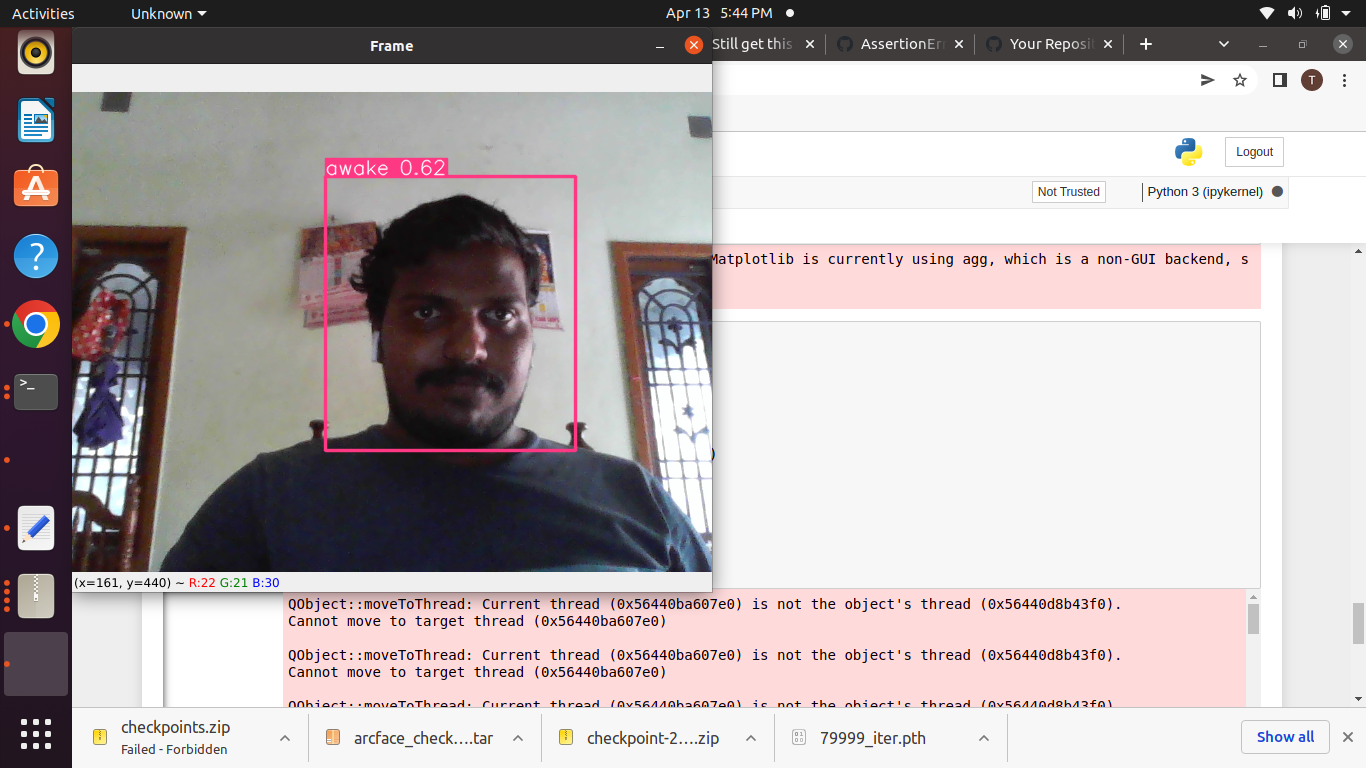 Activities
Unknown
Apr 13 5:44 PM
Frame
Still get this
AssertionEr
Your Reposi
T
Logout
Not Trusted
Python 3 (ipykernel)
awake 0.62
Matplotlib is currently using agg, which is a non-GUI backend, s
)
(x=161, y=440) ~ R:22 G:21 B:30
QObject::moveToThread: Current thread (0x56440ba607e0) is not the object's thread (0x56440d8b43f0).
Cannot move to target thread (0x56440ba607e0)
QObject::moveToThread: Current thread (0x56440ba607e0) is not the object's thread (0x56440d8b43f0).
Cannot move to target thread (0x56440ba607e0)
QObject::moveToThread: Current thread (0x56440ba607e0) is not the object's thread (0x56440d8b43f0).
checkpoints.zip
Failed - Forbidden
arcface_check....tar
checkpoint-2....zip
79999_iter.pth
Show all